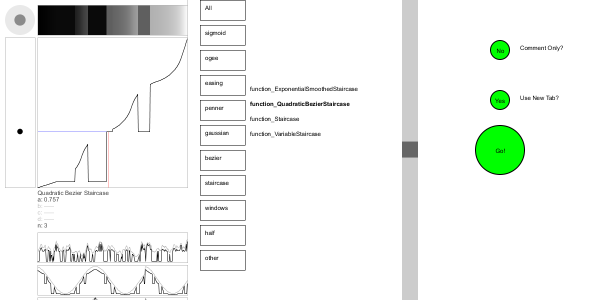 All
sigmoid
ogee
easing
penner
gaussian
bezier
staircase
windows
half
other
function_ExponentialSmoothedStaircase
function_QuadraticBezierStaircase
function_Staircase
function_VariableStaircase
No
Comment Only?
Yes
Use New Tab?
Go!
Quadratic Bezier Staircase
a: 0.757
n: 3